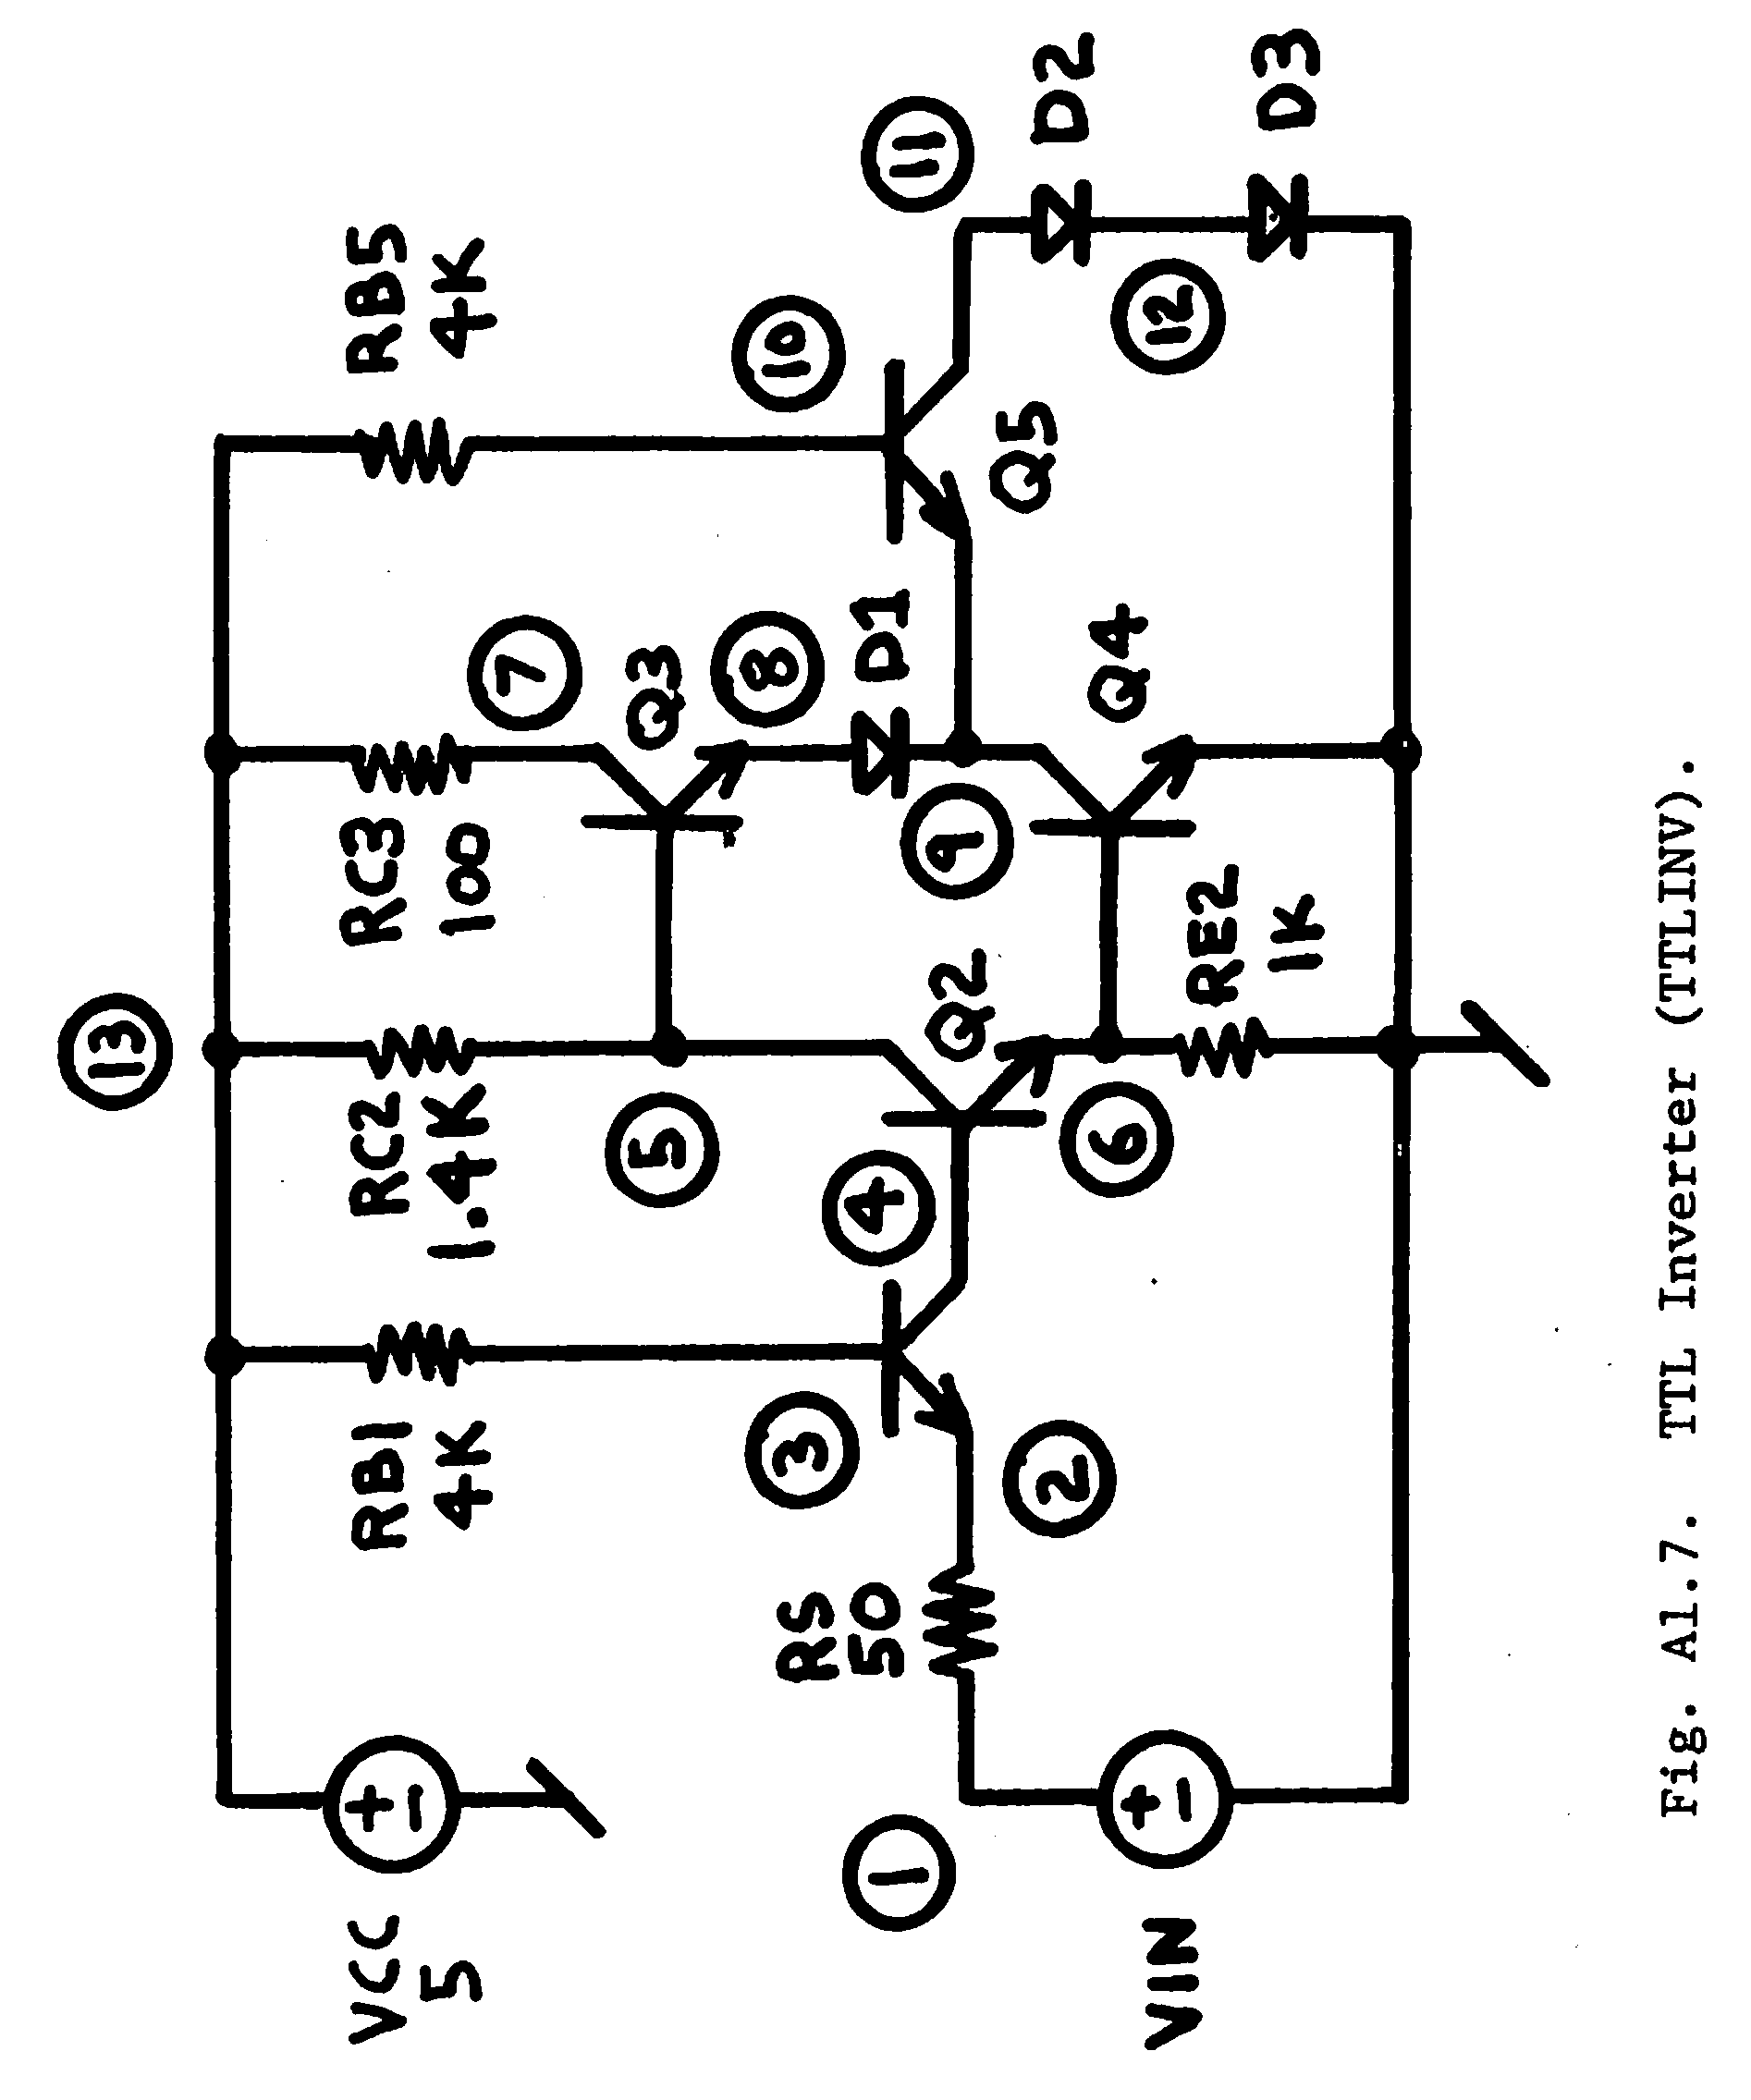 VCC
5
RB1
4K
RC2
1.4K
13
RC3
100
RB5
4K
7
Q3
8
D1
10
11
D2
D3
12
Q5
5
3
4
Q2
9
Q4
6
RE2
1K
RS
50
2
1
+
-
+
-
VIN
Fig. A1.7. TTL Inverter (TTLINV).